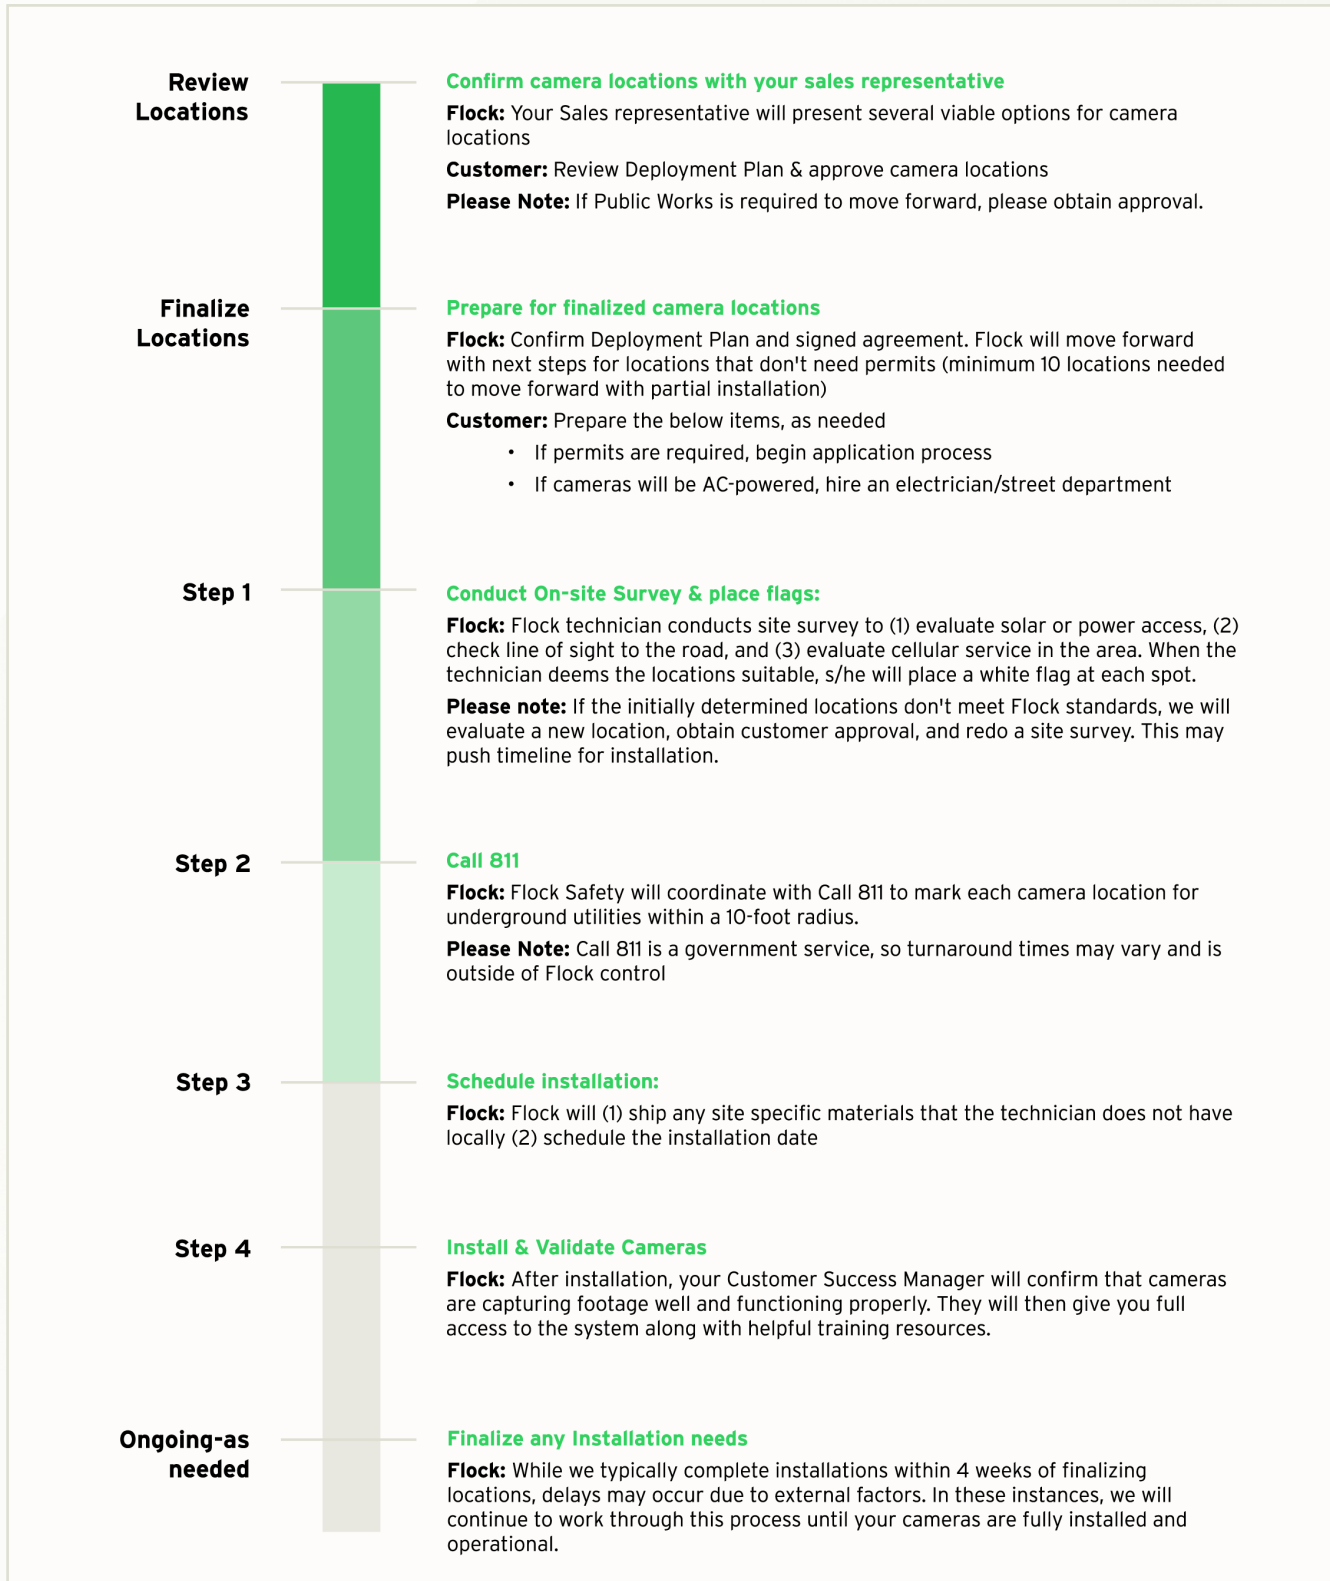 Review
Locations
Confirm camera locations with your sales representative
Flock: Your Sales representative will present several viable options for camera
locations
Customer: Review Deployment Plan & approve camera locations
Please Note: If Public Works is required to move forward, please obtain approval.
Finalize
Locations
Prepare for finalized camera locations
Flock: Confirm Deployment Plan and signed agreement. Flock will move forward
with next steps for locations that don't need permits (minimum 10 locations needed
to move forward with partial installation)
Customer: Prepare the below items, as needed
• If permits are required, begin application process
• If cameras will be AC-powered, hire an electrician/street department
Step 1
Conduct On-site Survey & place flags:
Flock: Flock technician conducts site survey to (1) evaluate solar or power access, (2)
check line of sight to the road, and (3) evaluate cellular service in the area. When the
technician deems the locations suitable, s/he will place a white flag at each spot.
Please note: If the initially determined locations don't meet Flock standards, we will
evaluate a new location, obtain customer approval, and redo a site survey. This may
push timeline for installation.
Step 2
Call 811
Flock: Flock Safety will coordinate with Call 811 to mark each camera location for
underground utilities within a 10-foot radius.
Please Note: Call 811 is a government service, so turnaround times may vary and is
outside of Flock control
Step 3
Schedule installation:
Flock: Flock will (1) ship any site specific materials that the technician does not have
locally (2) schedule the installation date
Step 4
Install & Validate Cameras
Flock: After installation, your Customer Success Manager will confirm that cameras
are capturing footage well and functioning properly. They will then give you full
access to the system along with helpful training resources.
Ongoing-as
needed
Finalize any Installation needs
Flock: While we typically complete installations within 4 weeks of finalizing
locations, delays may occur due to external factors. In these instances, we will
continue to work through this process until your cameras are fully installed and
operational.